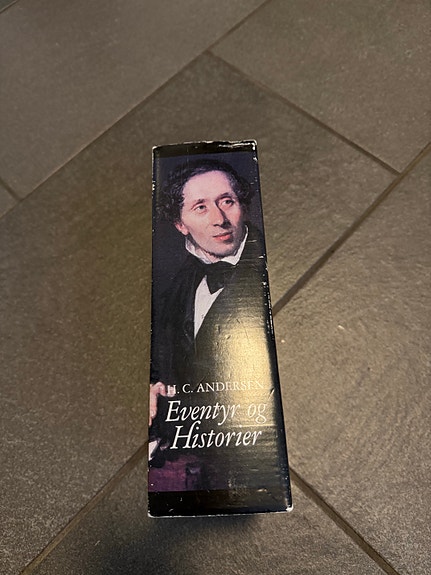 H. C. ANDERSEN
Eventyr og
Historier